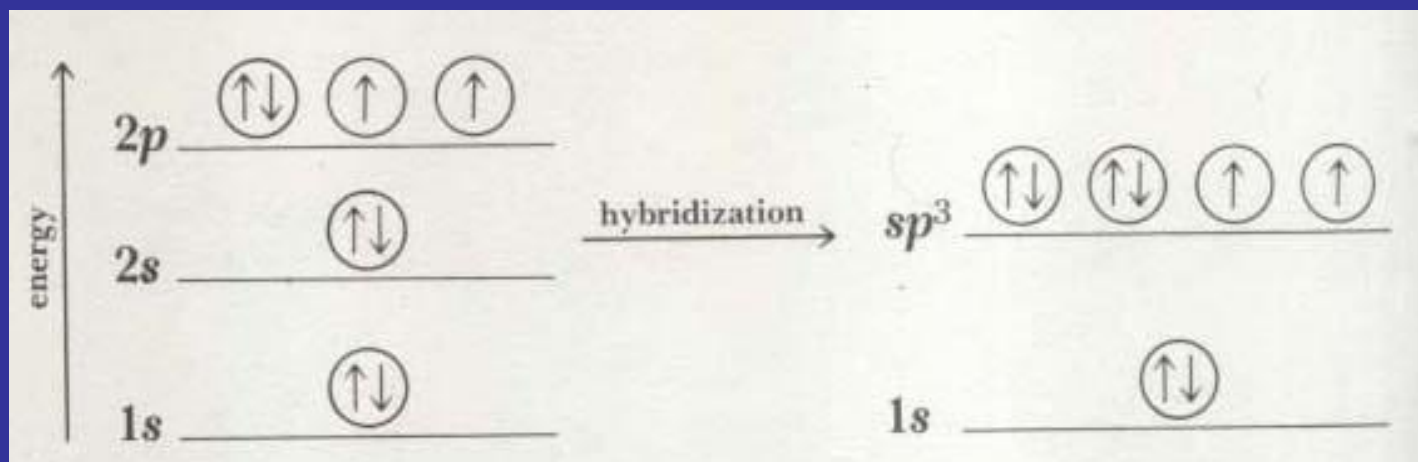 2p
2s
1s
energy
hybridization
sp³
1s